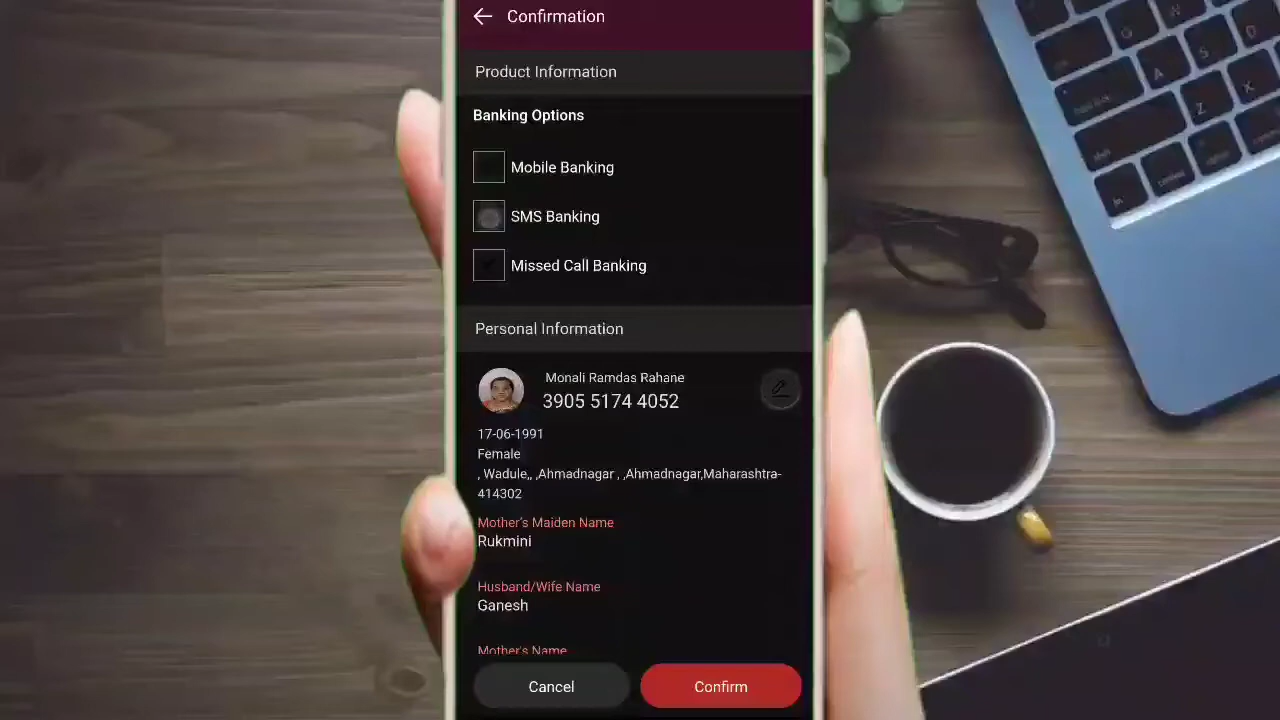 Confirmation
Product Information
Banking Options
Mobile Banking
SMS Banking
Missed Call Banking
Personal Information
Monali Ramdas Rahane
3905 5174 4052
17-06-1991
Female
, Wadule,, ,Ahmadnagar , ,Ahmadnagar,Maharashtra-
414302
Mother's Maiden Name
Rukmini
Husband/Wife Name
Ganesh
Mother's Name
Cancel
Confirm